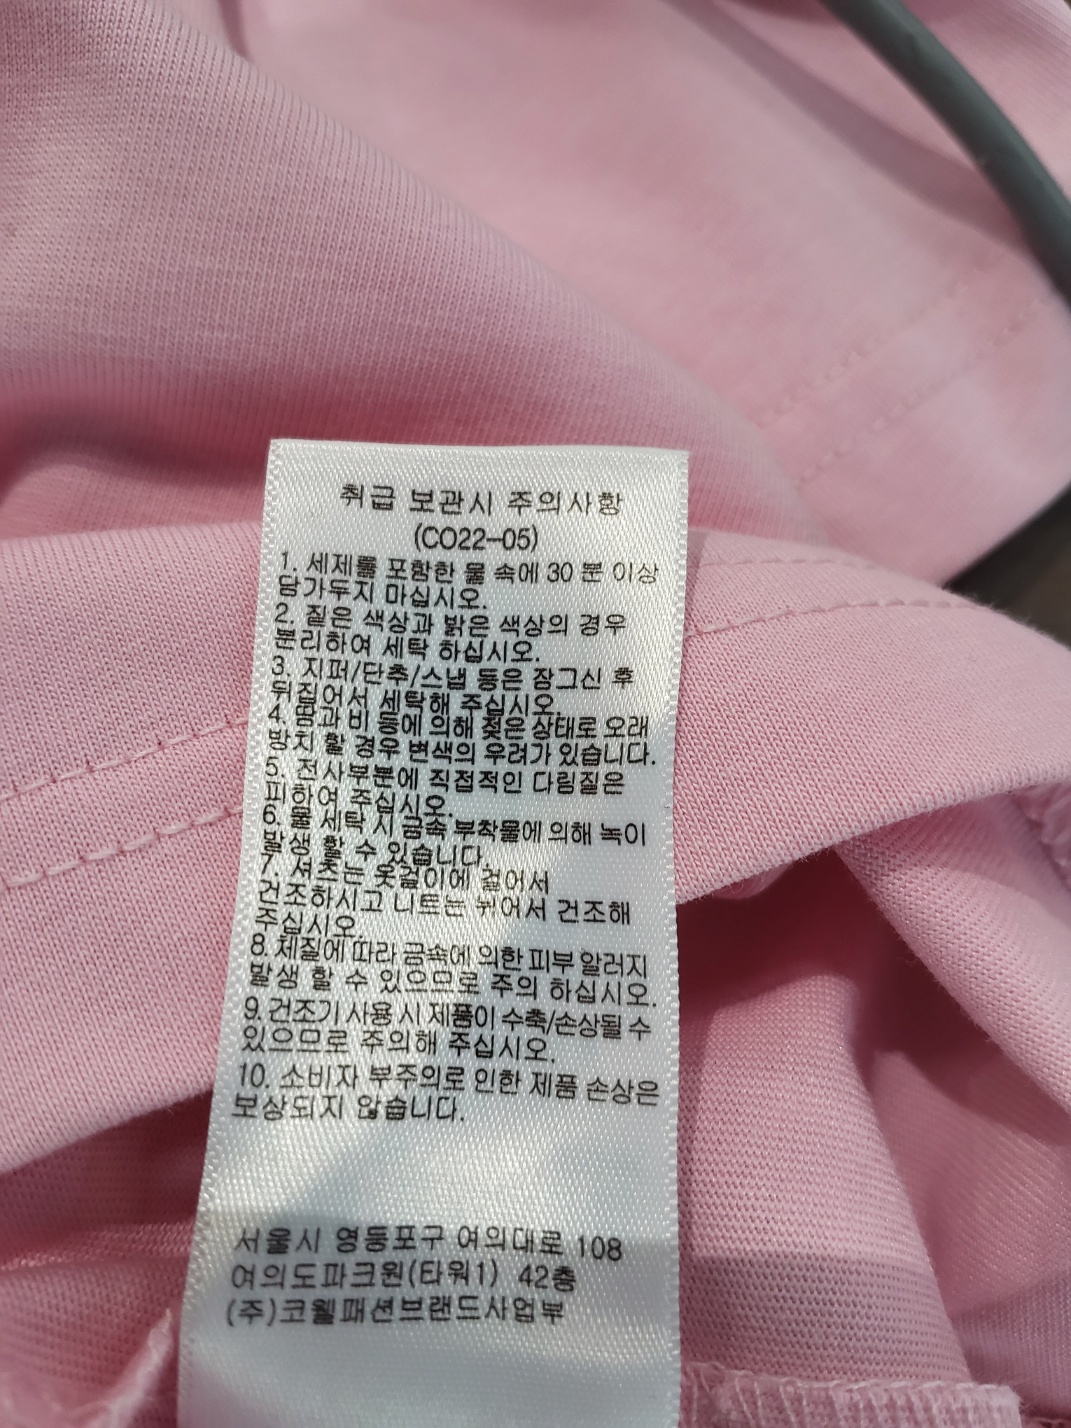 취급 보관시 주의사항
(CO22-05)
1. 세제를 포함한 물 속에 30 분 이상
담가두지 마십시오.
2. 짙은 색상과 밝은 색상의 경우
분리하여 세탁 하십시오.
3. 지퍼/단추/스냅 등은 잠그신 후
뒤집어서 세탁해 주십시오.
4. 땀과 비 등에 의해 젖은 상태로 오래
방치 할 경우 변색의 우려가 있습니다.
5. 전사부분에 직접적인 다림질은
피하여 주십시오.
6. 물 세탁 시 금속 부착물에 의해 녹이
발생 할 수 있습니다.
7. 셔츠는 옷걸이에 걸어서
건조하시고 니트는 뉘어서 건조해
주십시오.
8. 체질에 따라 금속에 의한 피부 알러지
발생 할 수 있으므로 주의 하십시오.
9. 건조기 사용 시 제품이 수축/손상될 수
있으므로 주의해 주십시오.
10. 소비자 부주의로 인한 제품 손상은
보상되지 않습니다.
서울시 영등포구 여의대로 108
여의도파크원(타워1) 42층
(주)코웰패션브랜드사업부